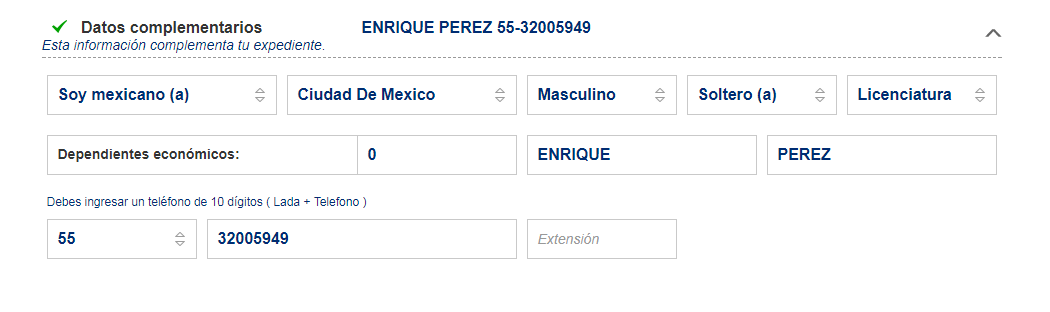 Datos complementarios ENRIQUE PEREZ 55-32005949
Esta información complementa tu expediente.
Soy mexicano (a) Ciudad De Mexico Masculino Soltero (a) Licenciatura
Dependientes económicos: 0 ENRIQUE PEREZ
Debes ingresar un teléfono de 10 dígitos ( Lada + Telefono )
55 32005949 Extensión